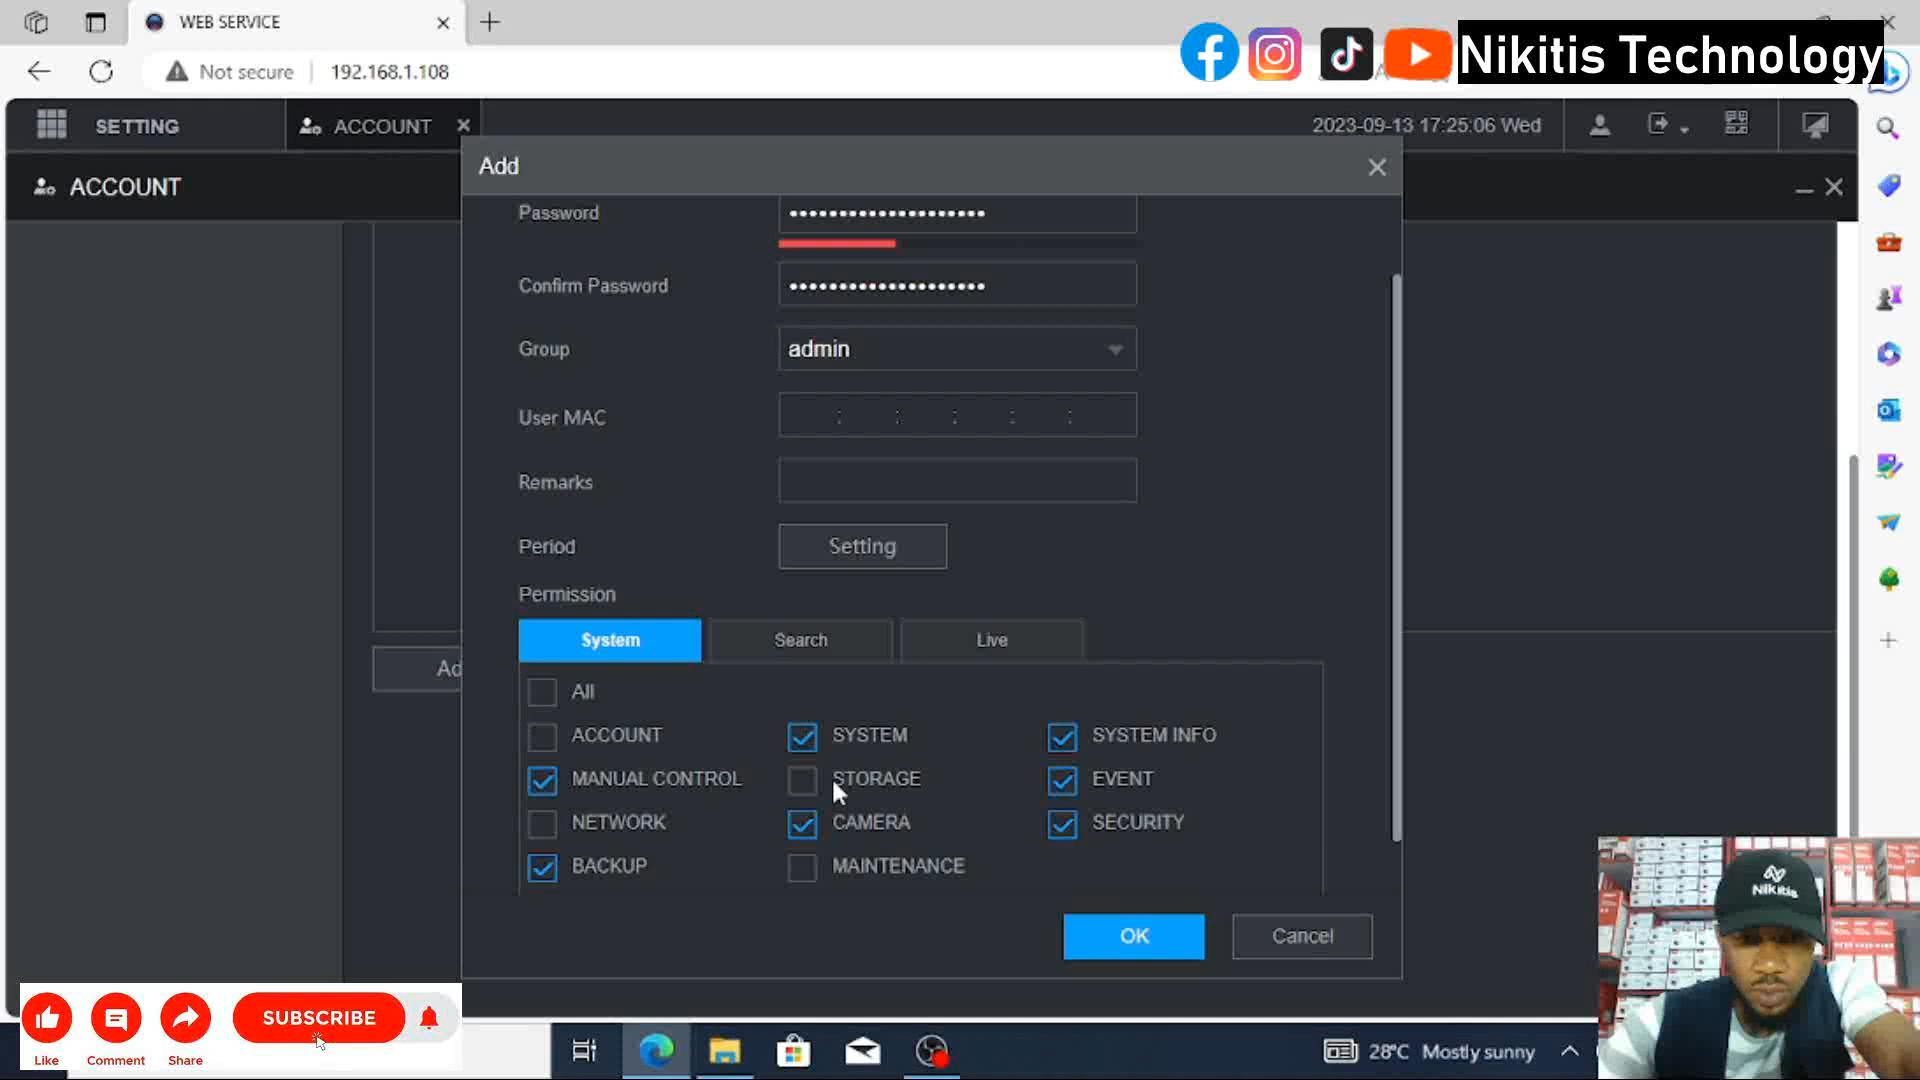 WEB SERVICE
Nikitis Technology
Not secure
192.168.1.108
SETTING
ACCOUNT
2023-09-13 17:25:06 Wed
ACCOUNT
Add
Password
••••••••••••••••••••
Confirm Password
••••••••••••••••••••
Group
admin
User MAC
: : : : :
Remarks
Period
Setting
Permission
System
Search
Live
All
ACCOUNT
SYSTEM
SYSTEM INFO
MANUAL CONTROL
STORAGE
EVENT
NETWORK
CAMERA
SECURITY
BACKUP
MAINTENANCE
Ad
OK
Cancel
Nikitis
SUBSCRIBE
Like
Comment
Share
28°C Mostly sunny